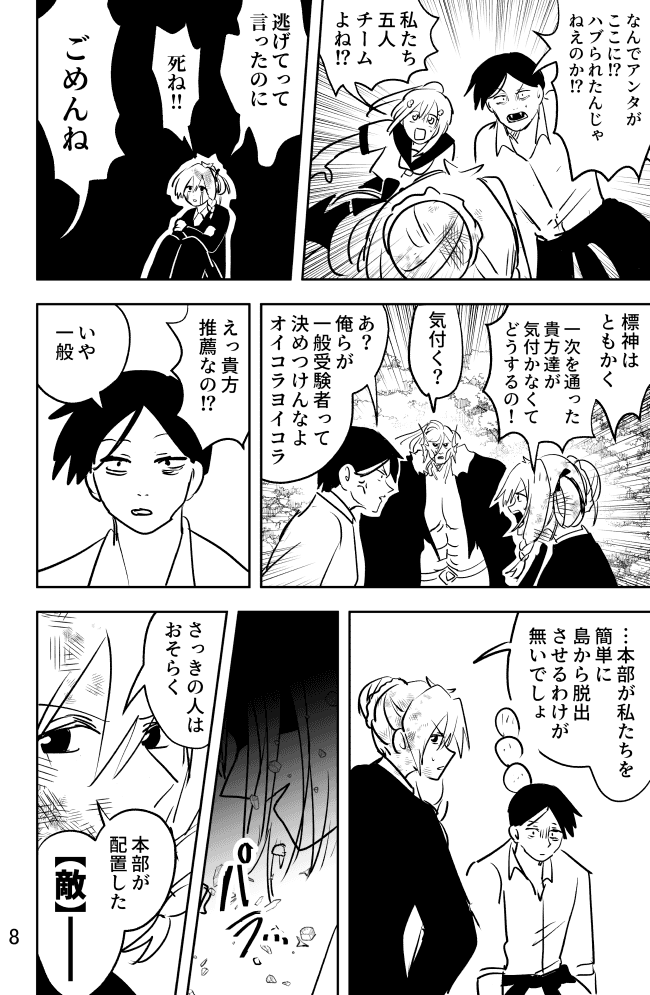 なんでアンタが
ここに!?
ハブられたんじゃ
ねえのか!?
私たち
五人
チーム
よね!?
逃げてって
言ったのに
死ね!!
ごめんね
標神は
ともかく
一次を通った
貴方達が
気付かなくて
どうするの!
気付く?
あ?
俺らが
一般受験者って
決めつけんなよ
オイコラヨイコラ
えっ貴方
推薦なの!?
いや
一般
…本部が私たちを
簡単に
島から脱出
させるわけが
無いでしょ
パラ
さっきの人は
おそらく
本部が
配置した
【敵】━━
8